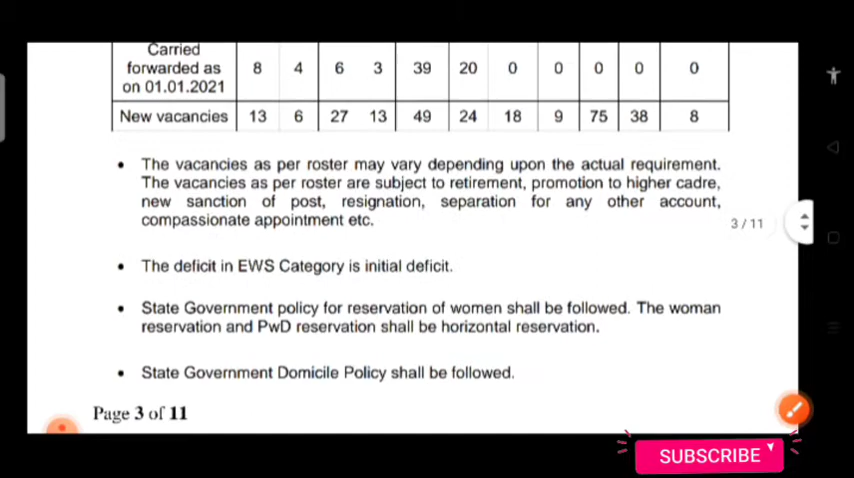 Carried
forwarded as
on 01.01.2021
8 4 6 3 39 20 0 0 0 0 0
New vacancies 13 6 27 13 49 24 18 9 75 38 8
• The vacancies as per roster may vary depending upon the actual requirement.
The vacancies as per roster are subject to retirement, promotion to higher cadre,
new sanction of post, resignation, separation for any other account,
compassionate appointment etc.
3 / 11
• The deficit in EWS Category is initial deficit.
• State Government policy for reservation of women shall be followed. The woman
reservation and PwD reservation shall be horizontal reservation.
• State Government Domicile Policy shall be followed.
Page 3 of 11
SUBSCRIBE